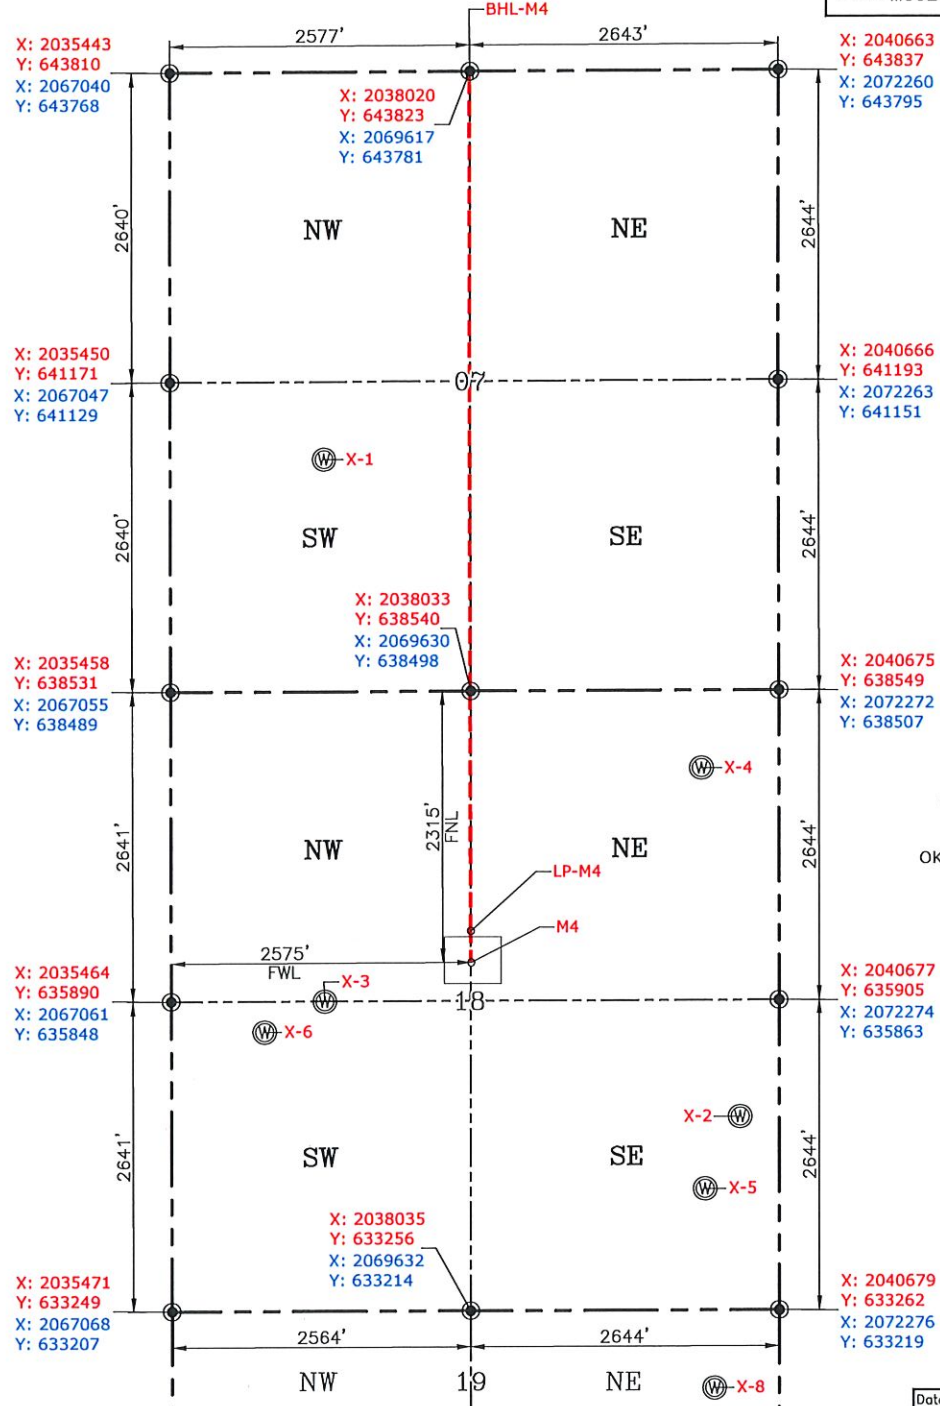 BHL-M4
2577'
2643'
X: 2035443
Y: 643810
X: 2067040
Y: 643768
X: 2038020
Y: 643823
X: 2069617
Y: 643781
X: 2040663
Y: 643837
X: 2072260
Y: 643795
2640'
NW
NE
2644'
X: 2035450
Y: 641171
X: 2067047
Y: 641129
07
X: 2040666
Y: 641193
X: 2072263
Y: 641151
W X-1
2640'
SW
SE
2644'
X: 2038033
Y: 638540
X: 2069630
Y: 638498
X: 2035458
Y: 638531
X: 2067055
Y: 638489
X: 2040675
Y: 638549
X: 2072272
Y: 638507
W X-4
2641'
NW
2315'
FNL
NE
2644'
OK
LP-M4
M4
2575'
FWL
X: 2035464
Y: 635890
X: 2067061
Y: 635848
X-3
W
18
W X-6
X: 2040677
Y: 635905
X: 2072274
Y: 635863
X-2 W
2641'
SW
SE
2644'
W X-5
X: 2038035
Y: 633256
X: 2069632
Y: 633214
X: 2035471
Y: 633249
X: 2067068
Y: 633207
X: 2040679
Y: 633262
X: 2072276
Y: 633219
2564'
2644'
NW
19
NE
W X-8
Date